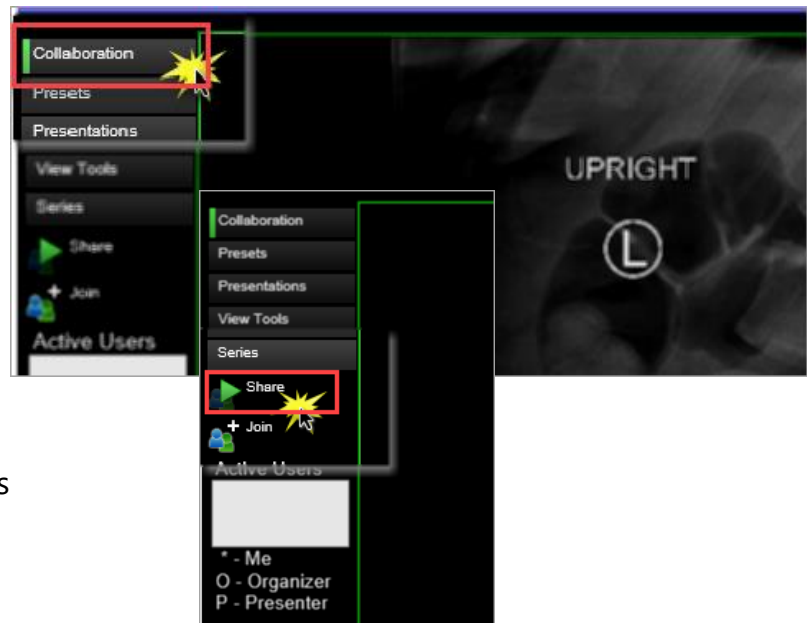 Collaboration
Presets
Presentations
View Tools
Series
Share
+ Join
Active Users
UPRIGHT
L
Collaboration
Presets
Presentations
View Tools
Series
Share
+ Join
Active Users
* - Me
O - Organizer
P - Presenter
s